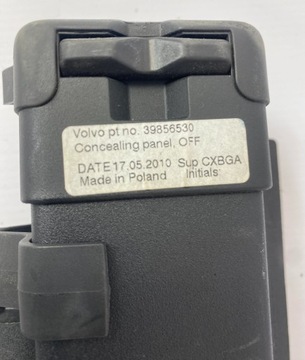 Volvo pt no. 39856530
Concealing panel, OFF
DATE 17.05.2010 Sup CXBGA
Made in Poland Initials: